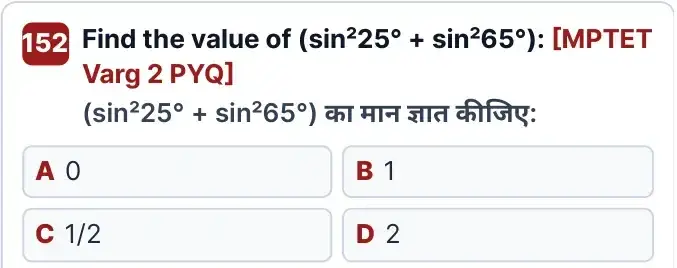 152 Find the value of (sin²25° + sin²65°): [MPTET
Varg 2 PYQ]
(sin²25° + sin²65°) का मान ज्ञात कीजिए:
A 0 B 1
C 1/2 D 2